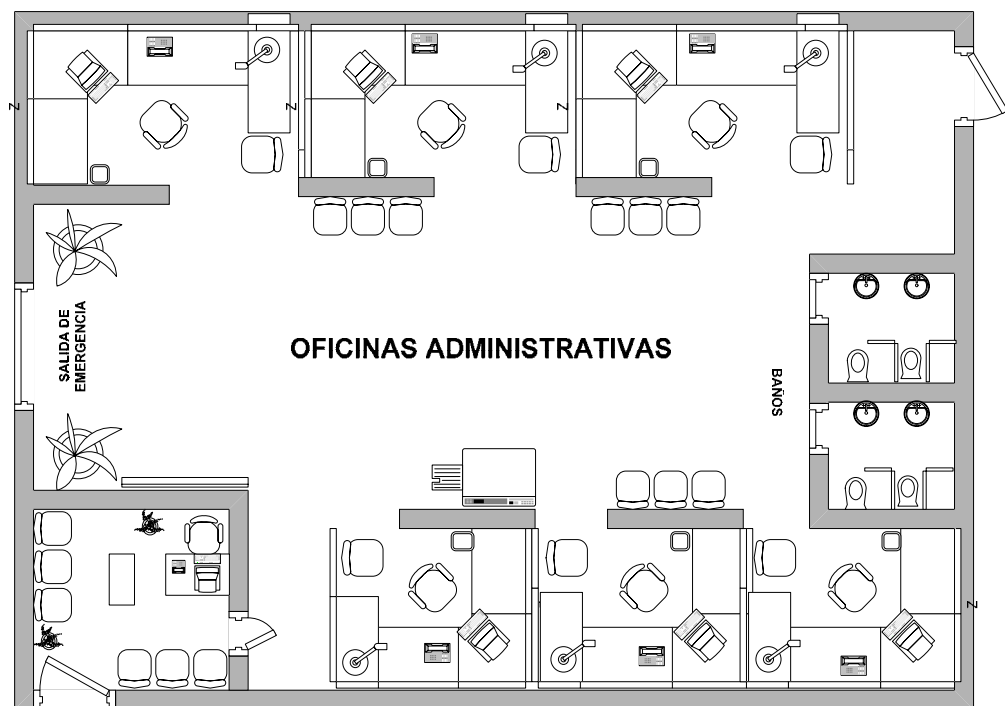 SALIDA DE
EMERGENCIA
OFICINAS ADMINISTRATIVAS
BAÑOS
Z
Z
Z
Z